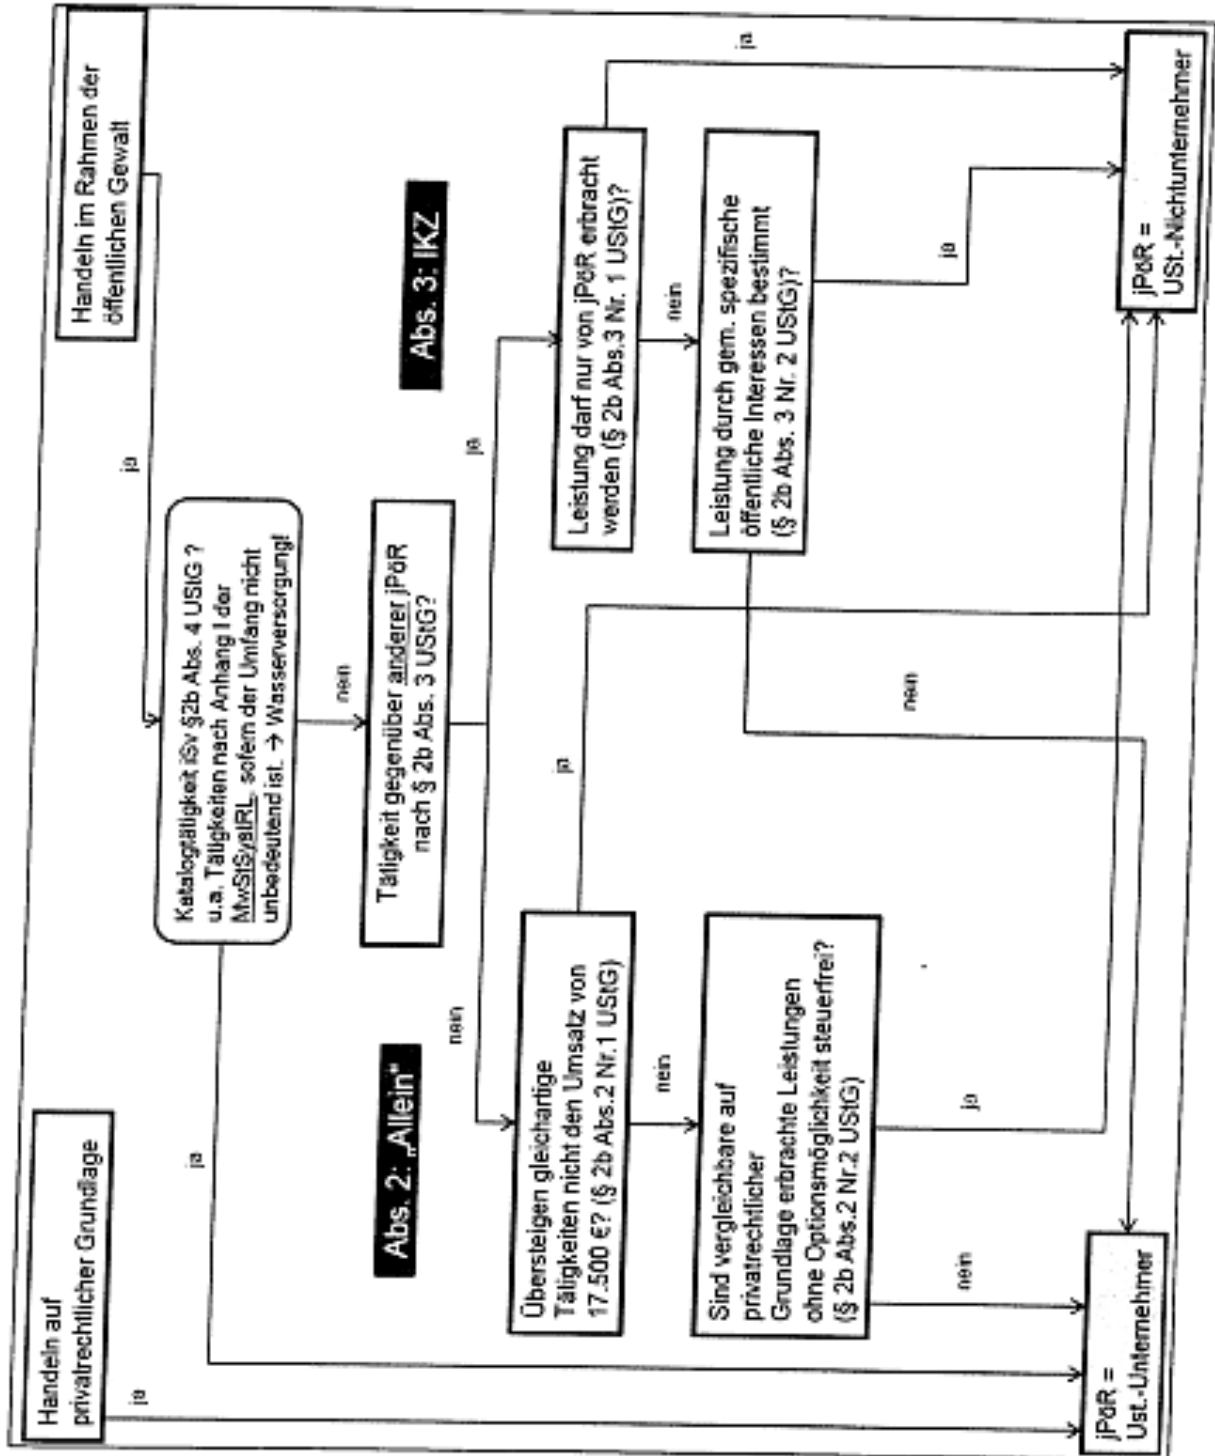 Handeln auf
privatrechtlicher Grundlage
Handeln im Rahmen der
öffentlichen Gewalt
ja
ja
ja
Katalogtätigkeit iSv §2b Abs. 4 UStG ?
u.a. Tätigkeiten nach Anhang I der
MwStSystRL, sofern der Umfang nicht
unbedeutend ist. → Wasserversorgung!
nein
Tätigkeit gegenüber anderer jPöR
nach § 2b Abs. 3 UStG?
Abs. 2: „Allein“
Abs. 3: IKZ
nein
ja
Übersteigen gleichartige
Tätigkeiten nicht den Umsatz von
17.500 €? (§ 2b Abs.2 Nr.1 UStG)
ja
Leistung darf nur von jPöR erbracht
werden (§ 2b Abs.3 Nr. 1 UStG)?
ja
nein
nein
Sind vergleichbare auf
privatrechtlicher
Grundlage erbrachte Leistungen
ohne Optionsmöglichkeit steuerfrei?
(§ 2b Abs.2 Nr.2 UStG)
Leistung durch gem. spezifische
öffentliche Interessen bestimmt
(§ 2b Abs. 3 Nr. 2 UStG)?
nein
ja
nein
ja
jPöR =
Ust.-Unternehmer
jPöR =
USt.-Nichtunternehmer